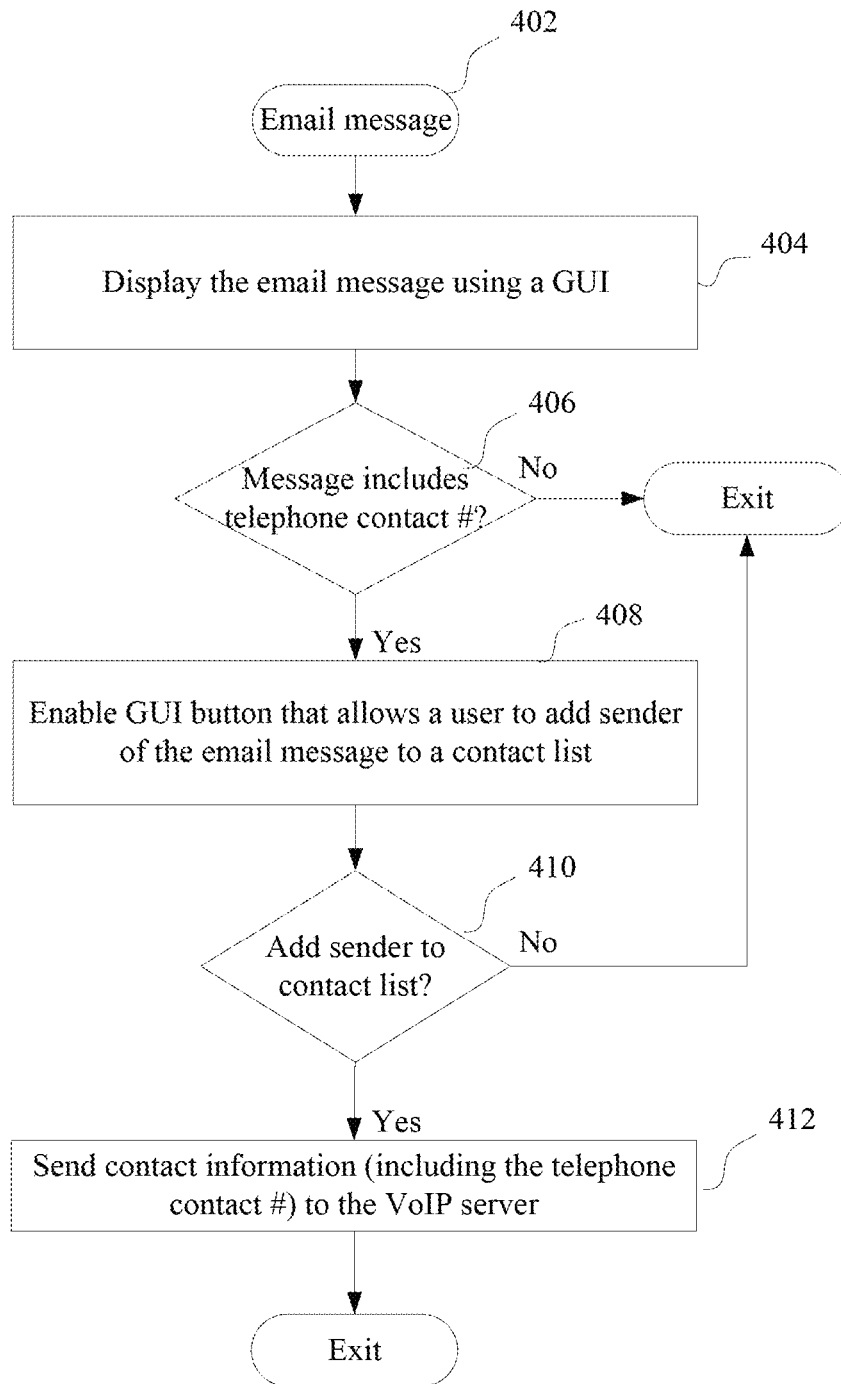 402
Email message
404
Display the email message using a GUI
406
Message includes
telephone contact #?
No
Exit
Yes
408
Enable GUI button that allows a user to add sender
of the email message to a contact list
410
Add sender to
contact list?
No
Yes
412
Send contact information (including the telephone
contact #) to the VoIP server
Exit